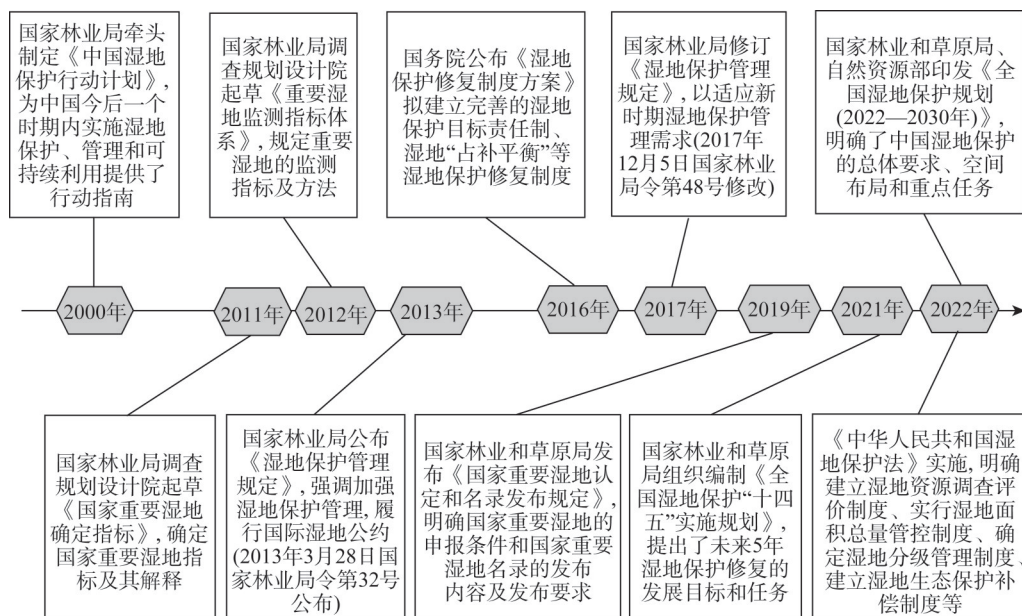 国家林业局牵头
制定《中国湿地
保护行动计划》,
为中国今后一个
时期内实施湿地
保护、管理和可
持续利用提供了
行动指南
国家林业局调
查规划设计院
起草《重要湿
地监测指标体
系》, 规定重要
湿地的监测
指标及方法
国务院公布《湿地
保护修复制度方案》
拟建立完善的湿地
保护目标责任制、
湿地“占补平衡”等
湿地保护修复制度
国家林业局修订
《湿地保护管理
规定》, 以适应新
时期湿地保护管
理需求(2017年
12月5日国家林业
局令第48号修改)
国家林业和草原局、
自然资源部印发《全
国湿地保护规划
(2022—2030年)》,
明确了中国湿地保护
的总体要求、空间
布局和重点任务
2000年
2011年
2012年
2013年
2016年
2017年
2019年
2021年
2022年
国家林业局调查
规划设计院起草
《国家重要湿地
确定指标》, 确定
国家重要湿地指
标及其解释
国家林业局公布
《湿地保护管理
规定》, 强调加强
湿地保护管理, 履
行国际湿地公约
(2013年3月28日国
家林业局令第32号
公布)
国家林业和草原局发
布《国家重要湿地认
定和名录发布规定》,
明确国家重要湿地的
申报条件和国家重要
湿地名录的发布
内容及发布要求
国家林业和草原
局组织编制《全
国湿地保护“十四
五”实施规划》,
提出了未来5年
湿地保护修复的
发展目标和任务
《中华人民共和国湿
地保护法》实施, 明确
建立湿地资源调查评
价制度、实行湿地面
积总量管控制度、确
定湿地分级管理制度、
建立湿地生态保护补
偿制度等